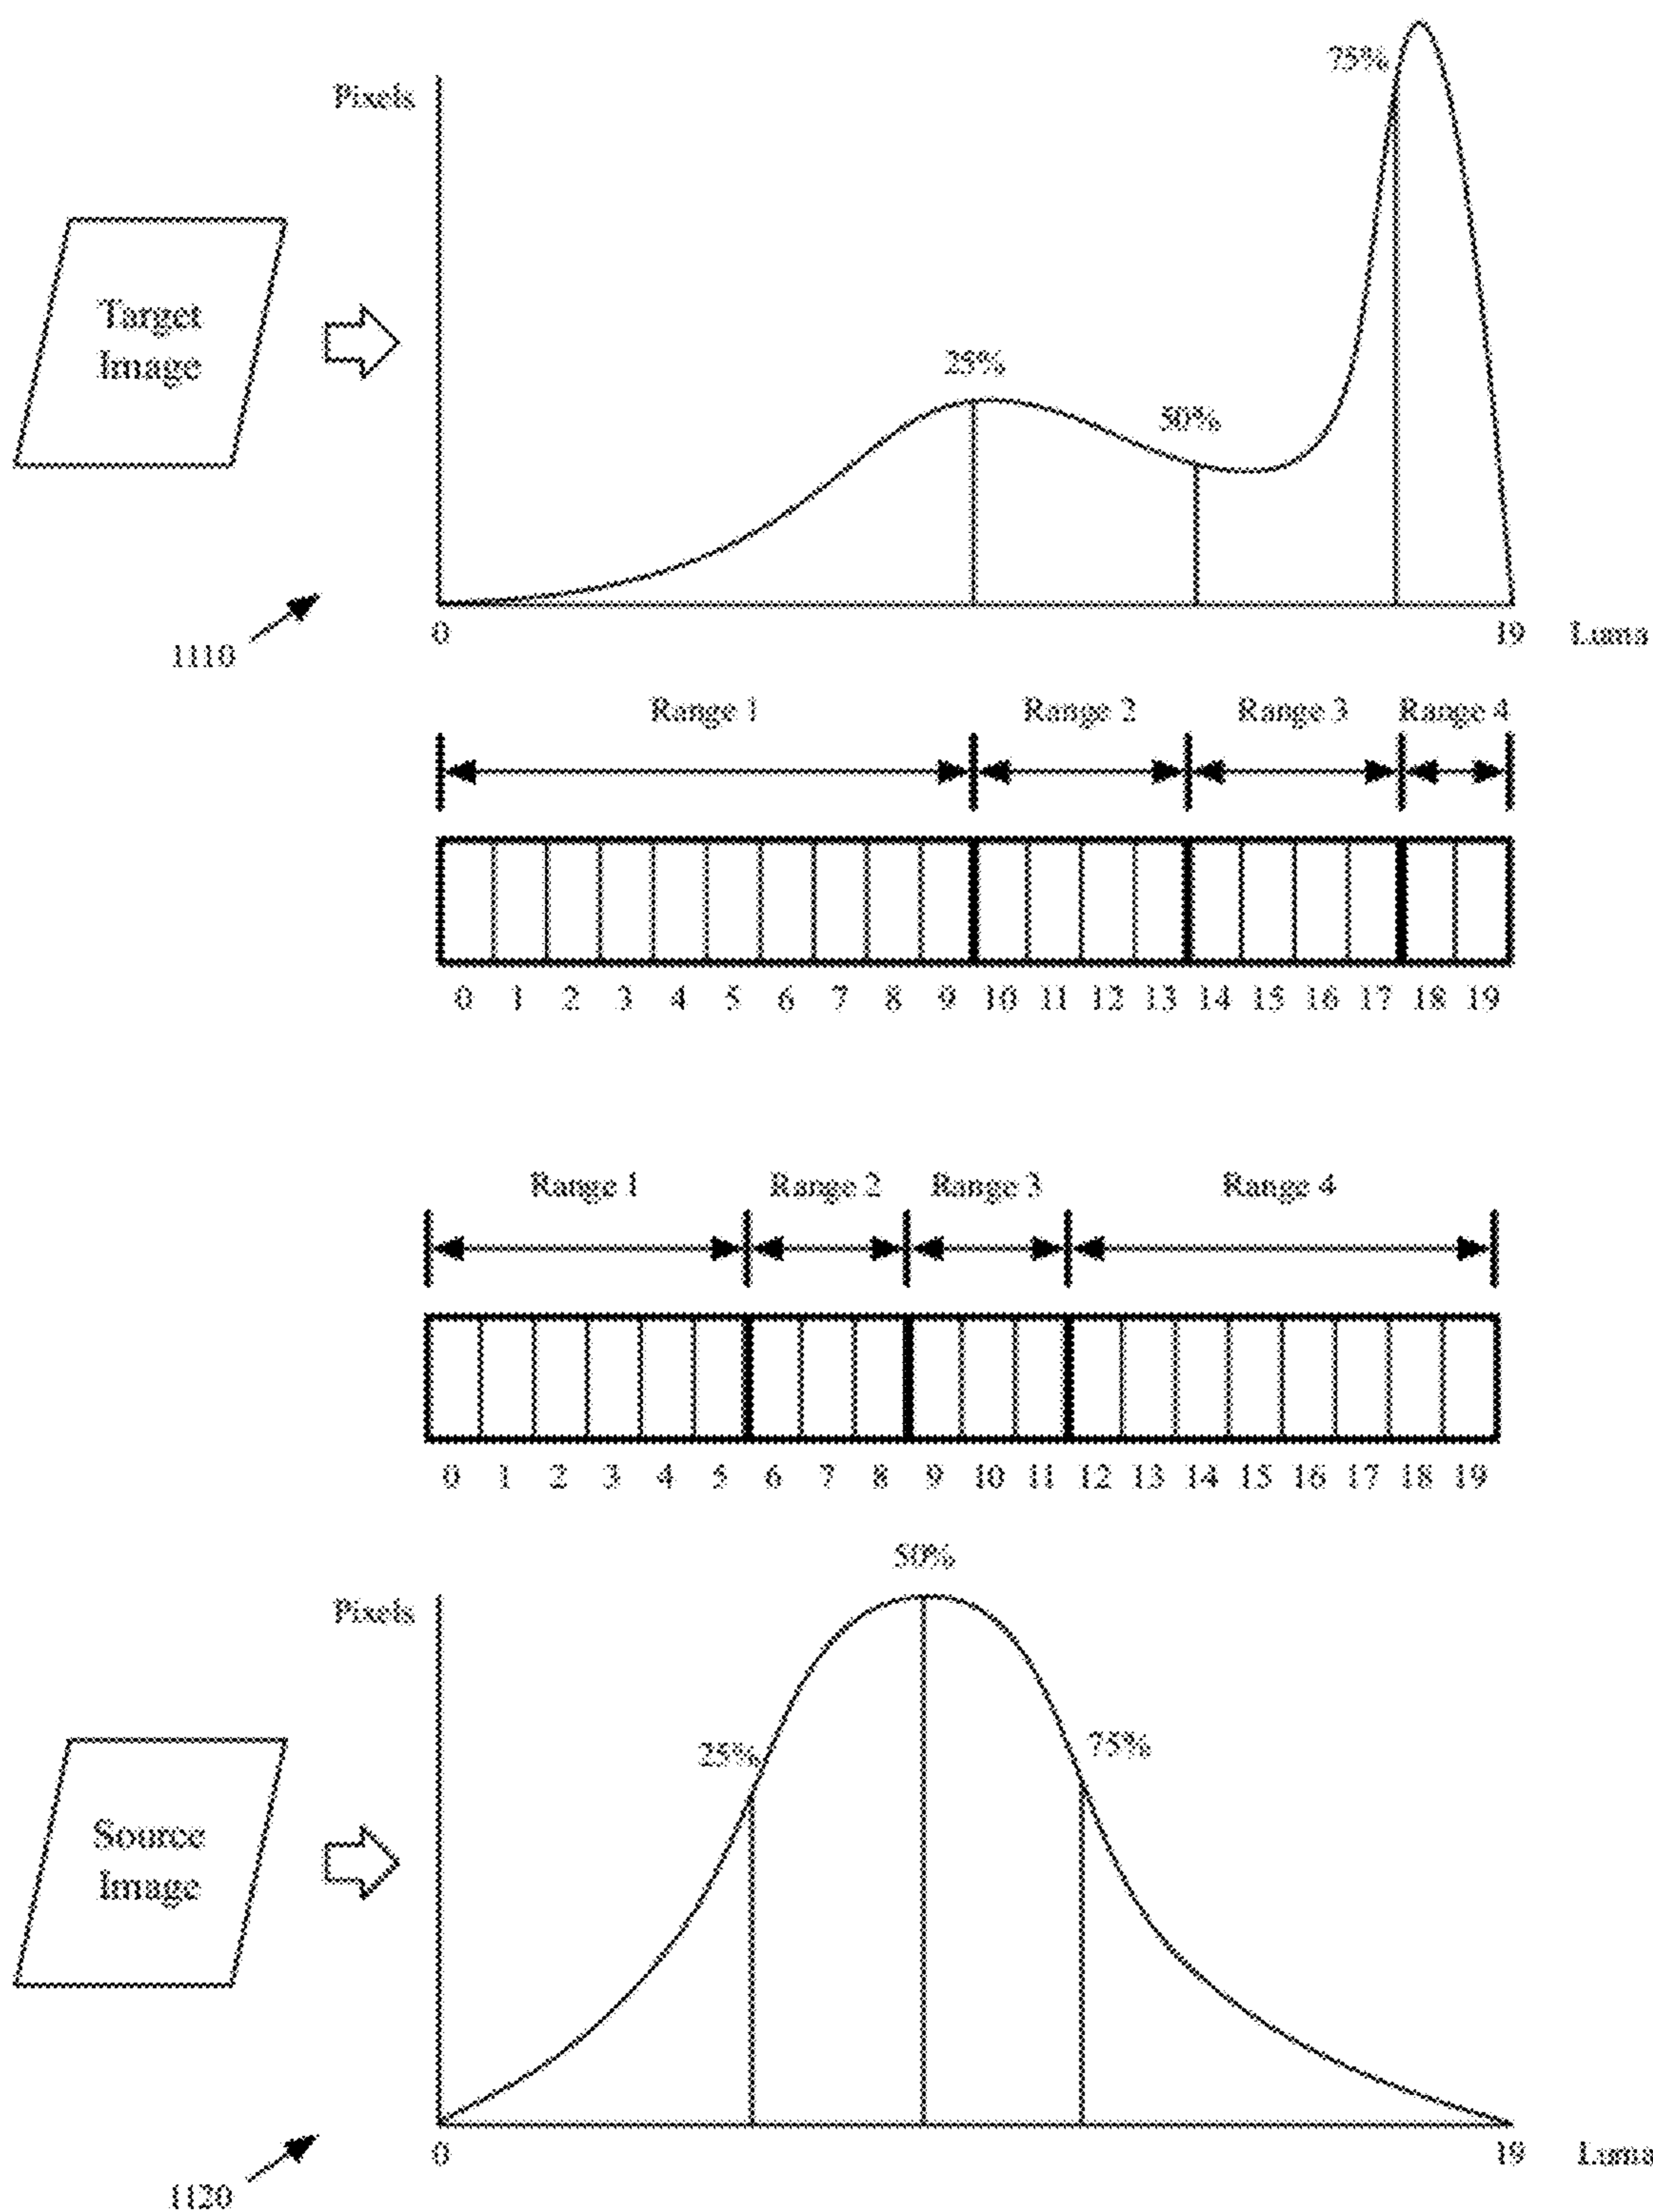 75%
Pixels
Target
Image
25%
50%
0
19
Luma
1110
Range 1
Range 2
Range 3
Range 4
0 1 2 3 4 5 6 7 8 9 10 11 12 13 14 15 16 17 18 19
Range 1
Range 2
Range 3
Range 4
0 1 2 3 4 5 6 7 8 9 10 11 12 13 14 15 16 17 18 19
50%
Pixels
25%
75%
Source
Image
0
19
Luma
1120